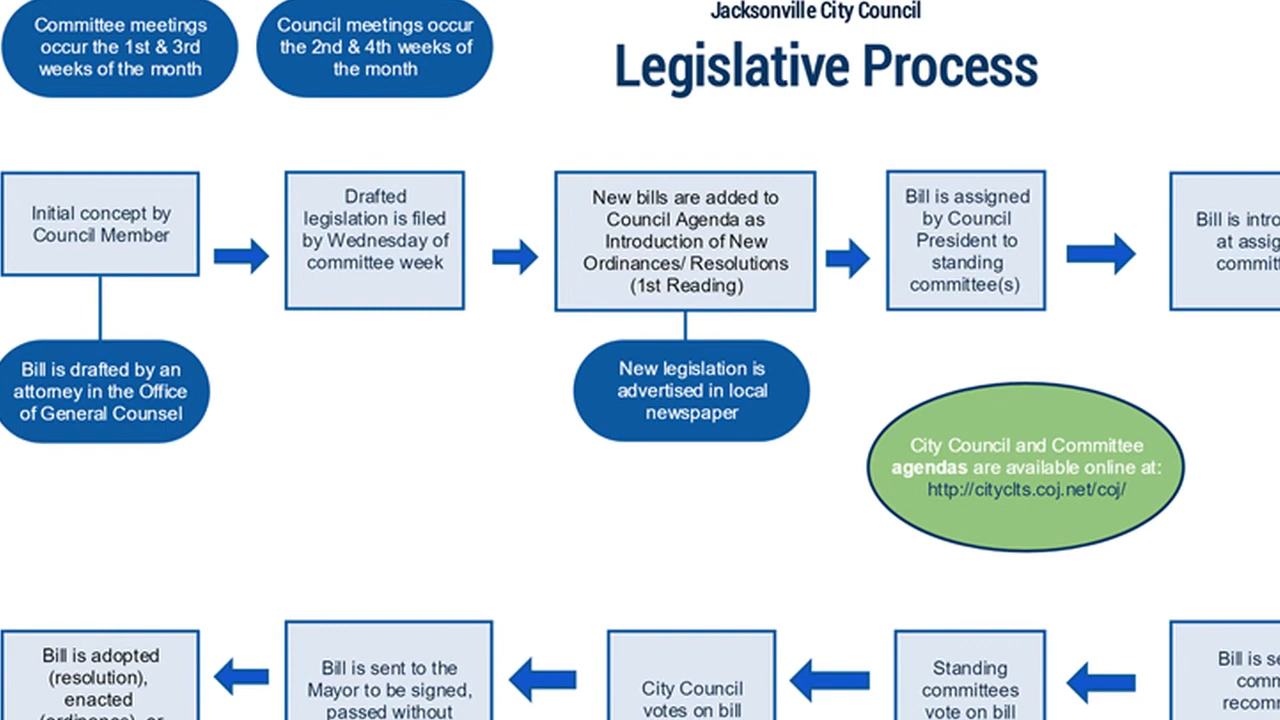 Committee meetings
occur the 1st & 3rd
weeks of the month
Council meetings occur
the 2nd & 4th weeks of
the month
Jacksonville City Council
Legislative Process
Initial concept by
Council Member
Drafted
legislation is filed
by Wednesday of
committee week
New bills are added to
Council Agenda as
Introduction of New
Ordinances/ Resolutions
(1st Reading)
Bill is assigned
by Council
President to
standing
committee(s)
Bill is
at
Bill is drafted by an
attorney in the Office
of General Counsel
New legislation is
advertised in local
newspaper
City Council and Committee
agendas are available online at:
http://cityclts.coj.net/coj/
Bill is adopted
(resolution),
enacted
(ordinance), or
Bill is sent to the
Mayor to be signed,
passed without
City Council
votes on bill
Standing
committees
vote on bill
Bill is